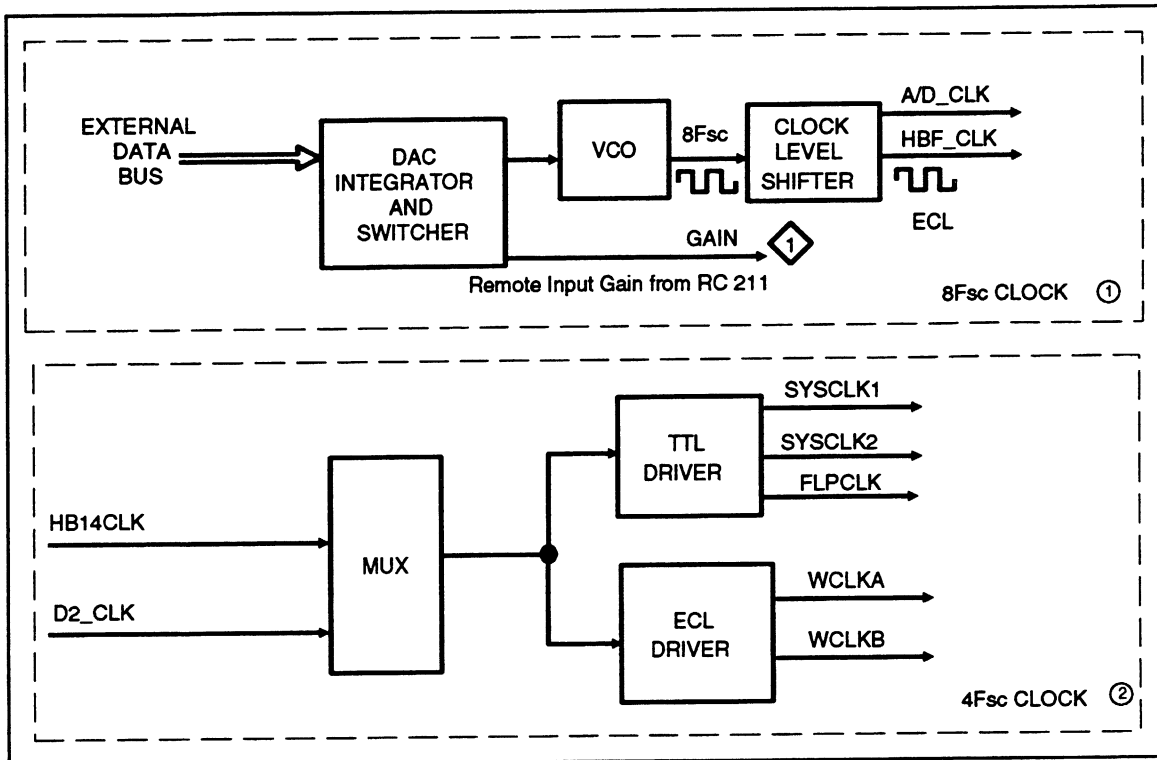 EXTERNAL
DATA
BUS
DAC
INTEGRATOR
AND
SWITCHER
VCO
8Fsc
CLOCK
LEVEL
SHIFTER
A/D_CLK
HBF_CLK
ECL
GAIN
1
Remote Input Gain from RC 211
8Fsc CLOCK 1
HB14CLK
D2_CLK
MUX
TTL
DRIVER
SYSCLK1
SYSCLK2
FLPCLK
ECL
DRIVER
WCLKA
WCLKB
4Fsc CLOCK 2